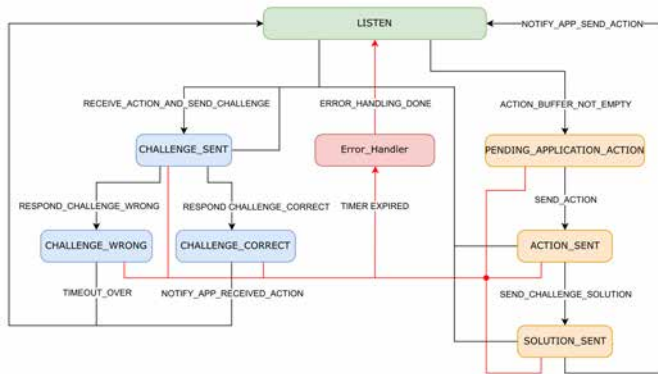 LISTEN
NOTIFY_APP_SEND_ACTION
RECEIVE_ACTION_AND_SEND_CHALLENGE
ERROR_HANDLING_DONE
ACTION_BUFFER_NOT_EMPTY
CHALLENGE_SENT
Error_Handler
PENDING_APPLICATION_ACTION
RESPOND_CHALLENGE_WRONG
RESPOND CHALLENGE_CORRECT
TIMER EXPIRED
SEND_ACTION
CHALLENGE_WRONG
CHALLENGE_CORRECT
ACTION_SENT
TIMEOUT_OVER
NOTIFY_APP_RECEIVED_ACTION
SEND_CHALLENGE_SOLUTION
SOLUTION_SENT